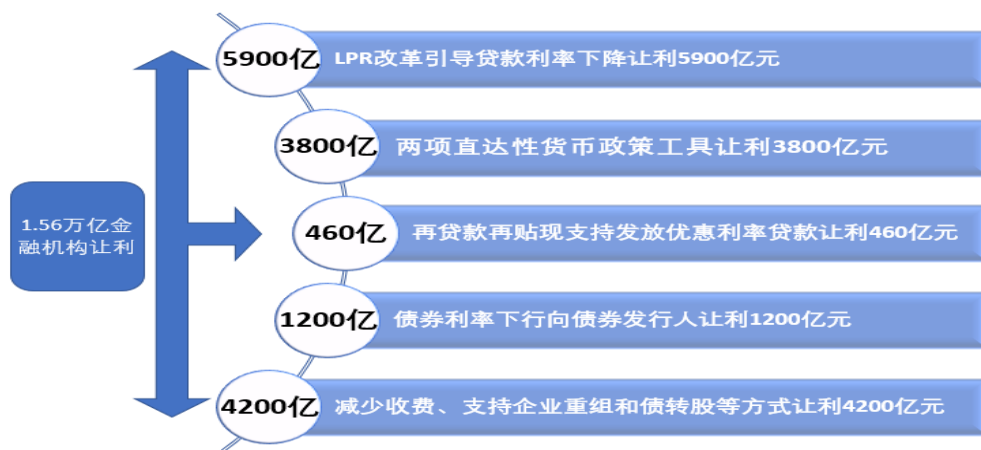 5900亿
LPR改革引导贷款利率下降让利5900亿元
3800亿
两项直达性货币政策工具让利3800亿元
1.56万亿金
融机构让利
460亿
再贷款再贴现支持发放优惠利率贷款让利460亿元
1200亿
债券利率下行向债券发行人让利1200亿元
4200亿
减少收费、支持企业重组和债转股等方式让利4200亿元